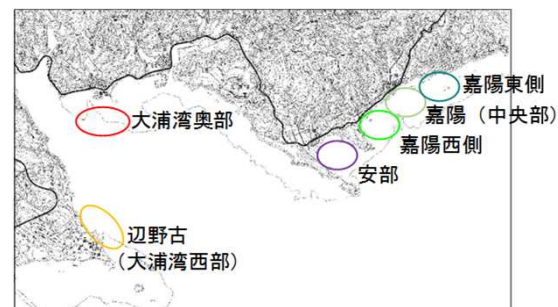 嘉陽東側
嘉陽（中央部）
大浦湾奥部
嘉陽西側
安部
辺野古
（大浦湾西部）